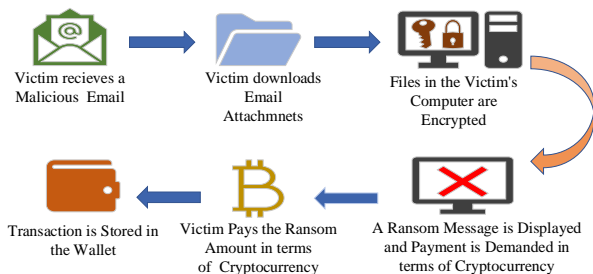 Victim recieves a
Malicious Email
Victim downloads
Email
Attachmnets
Files in the Victim's
Computer are
Encrypted
A Ransom Message is Displayed
and Payment is Demanded in
terms of Cryptocurrency
Victim Pays the Ransom
Amount in terms
of Cryptocurrency
Transaction is Stored in
the Wallet